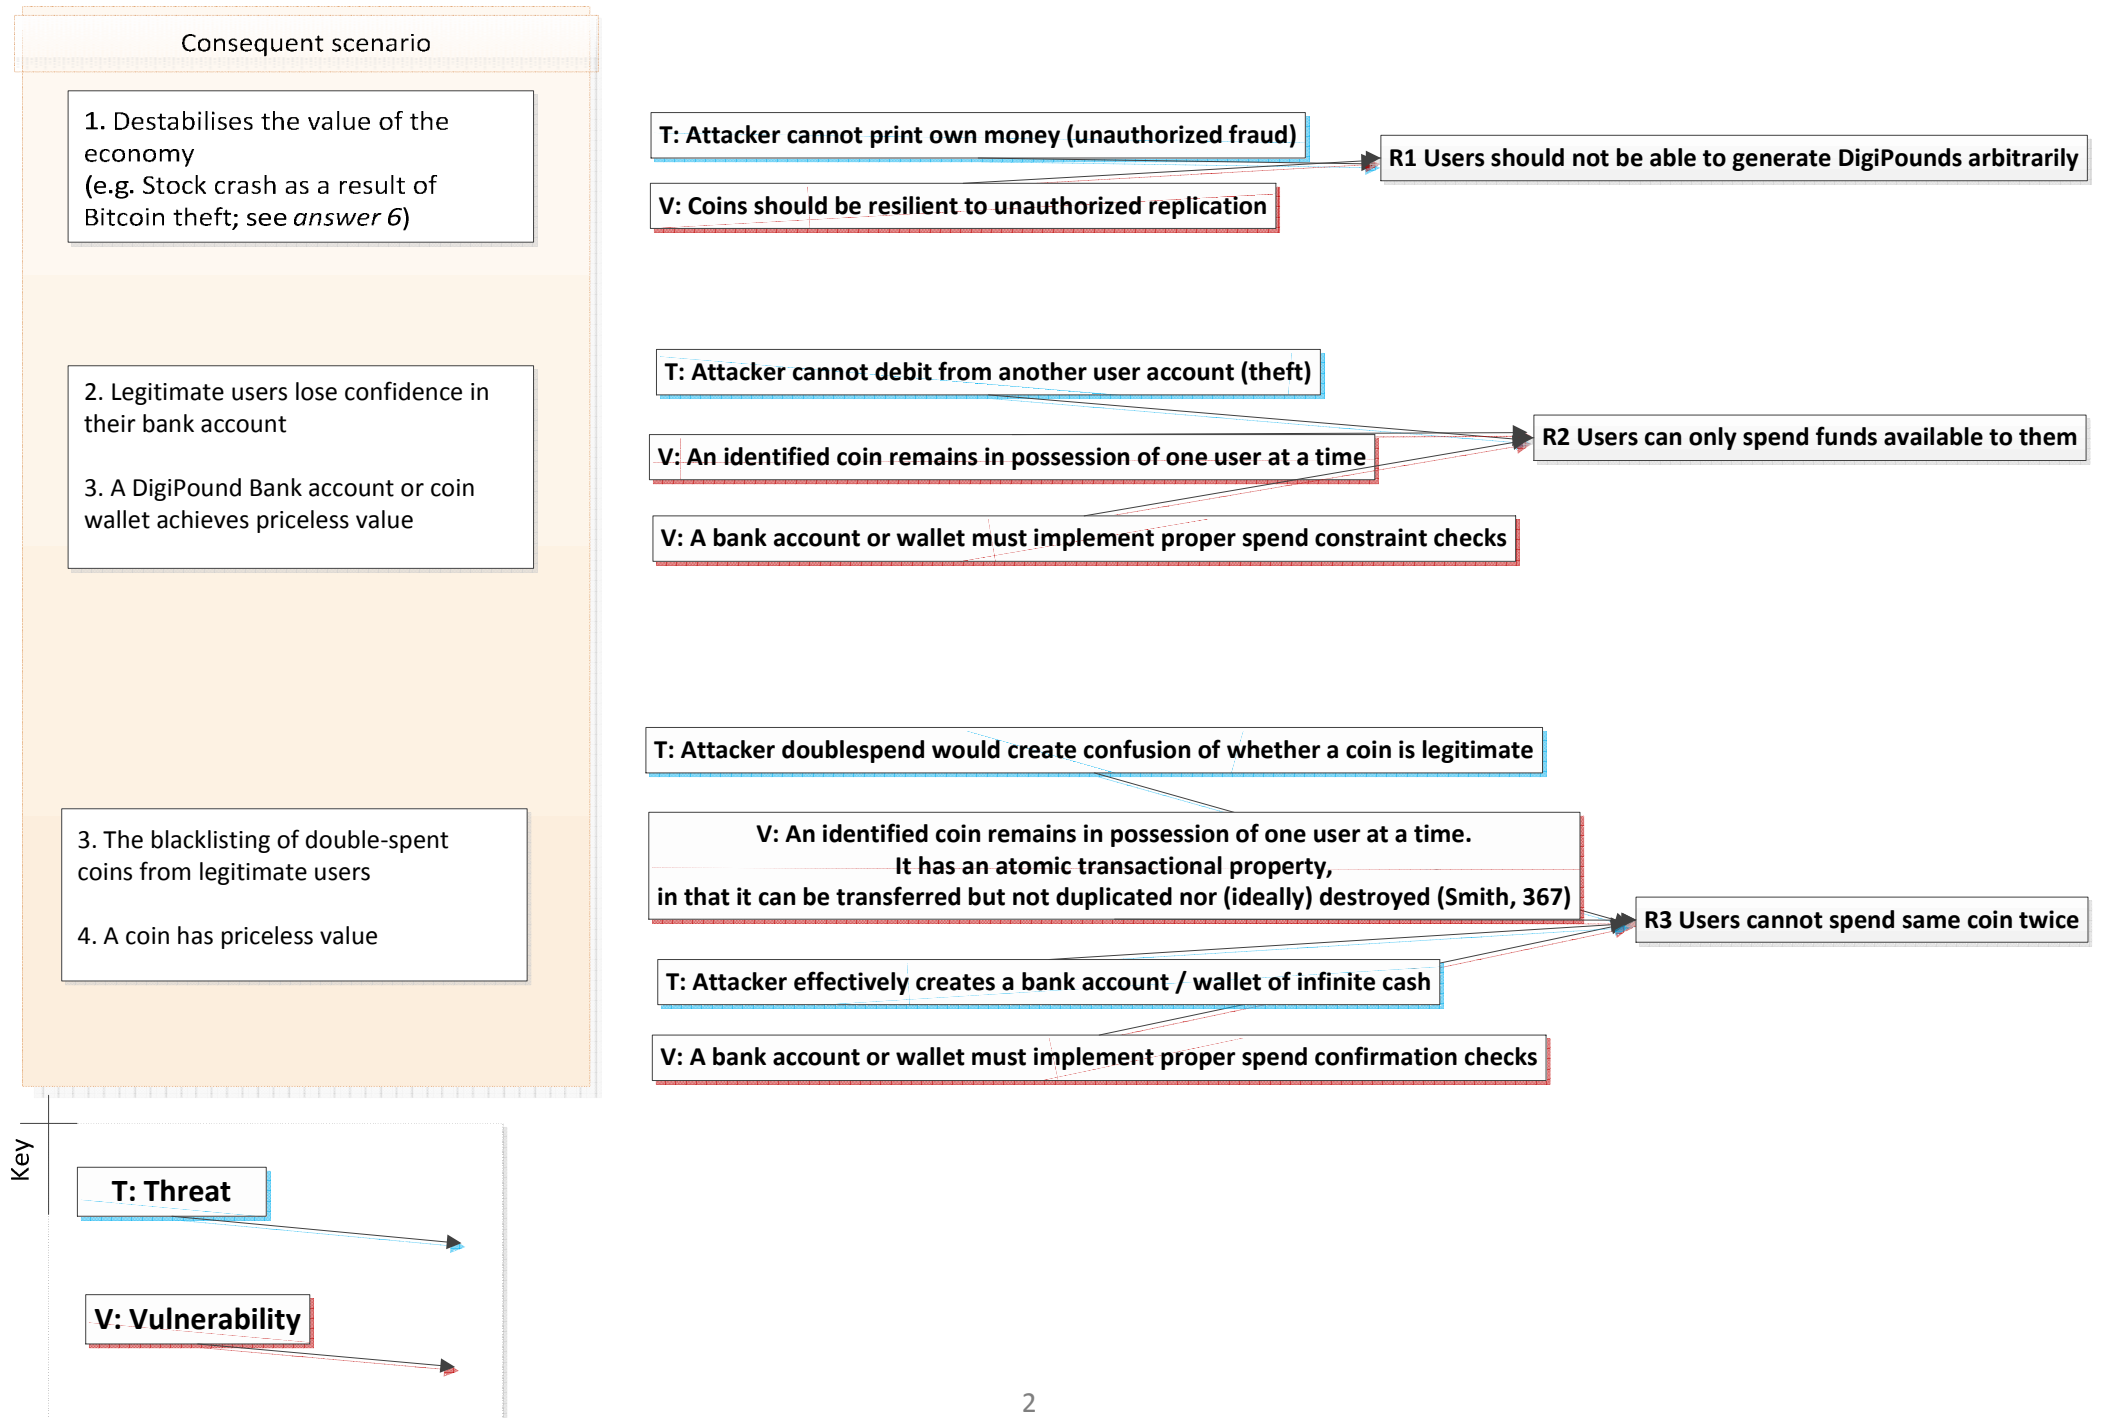 Consequent scenario
1. Destabilises the value of the
economy
(e.g. Stock crash as a result of
Bitcoin theft; see answer 6)
T: Attacker cannot print own money (unauthorized fraud)
V: Coins should be resilient to unauthorized replication
R1 Users should not be able to generate DigiPounds arbitrarily
2. Legitimate users lose confidence in
their bank account
3. A DigiPound Bank account or coin
wallet achieves priceless value
T: Attacker cannot debit from another user account (theft)
V: An identified coin remains in possession of one user at a time
V: A bank account or wallet must implement proper spend constraint checks
R2 Users can only spend funds available to them
3. The blacklisting of double-spent
coins from legitimate users
4. A coin has priceless value
T: Attacker doublespend would create confusion of whether a coin is legitimate
V: An identified coin remains in possession of one user at a time.
It has an atomic transactional property,
in that it can be transferred but not duplicated nor (ideally) destroyed (Smith, 367)
T: Attacker effectively creates a bank account / wallet of infinite cash
V: A bank account or wallet must implement proper spend confirmation checks
R3 Users cannot spend same coin twice
Key
T: Threat
V: Vulnerability
2